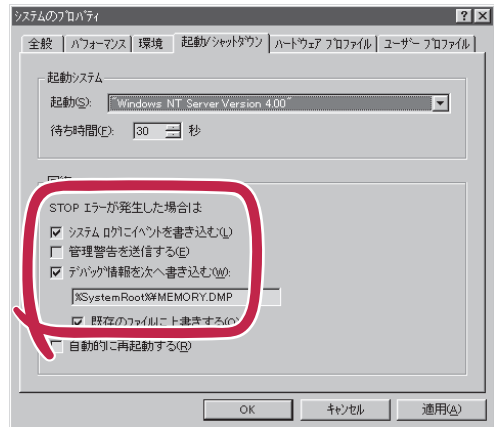 システムのプロパティ
全般 パフォーマンス 環境 起動/シャットダウン ハードウェア プロファイル ユーザー プロファイル
起動システム
起動(S): "Windows NT Server Version 4.00"
待ち時間(F): 30 秒
STOP エラーが発生した場合は
システム ログにイベントを書き込む(L)
管理警告を送信する(E)
デバッグ情報を次へ書き込む(W):
%SystemRoot%¥MEMORY.DMP
既存のファイルに上書きする(O)
自動的に再起動する(R)
OK キャンセル 適用(A)